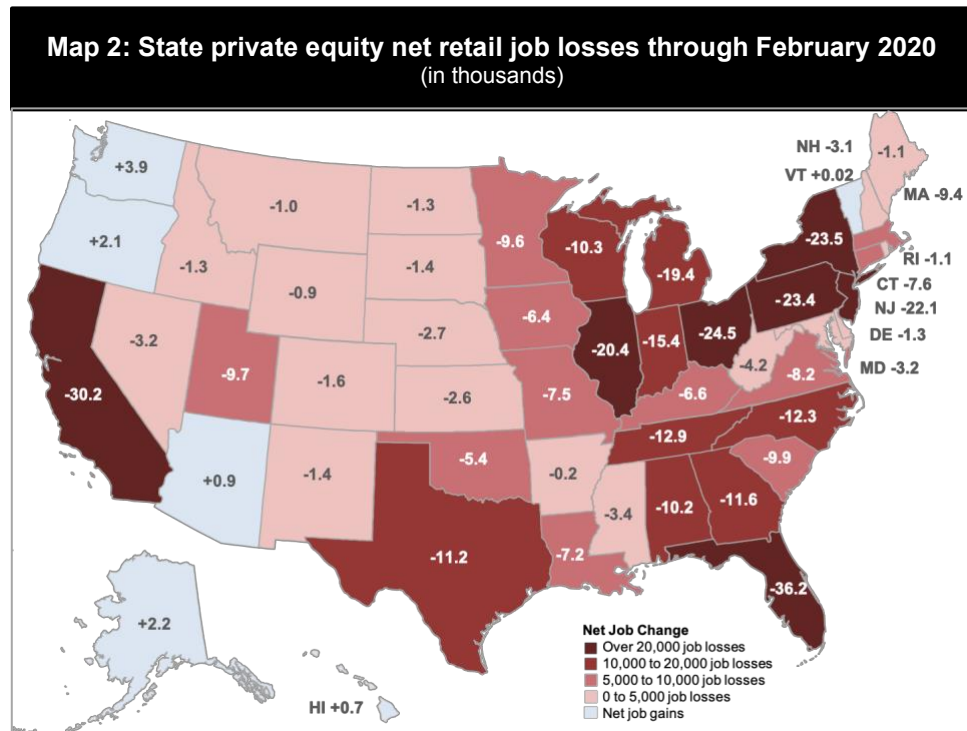 Map 2: State private equity net retail job losses through February 2020
(in thousands)
NH -3.1
-1.1
VT +0.02
+3.9
MA -9.4
-1.0
-1.3
+2.1
-9.6
-23.5
-10.3
RI -1.1
-1.3
-1.4
-19.4
CT -7.6
-0.9
-23.4
NJ -22.1
-6.4
-2.7
-24.5
DE -1.3
-3.2
-20.4
-15.4
MD -3.2
-9.7
-1.6
-4.2
-8.2
-30.2
-2.6
-7.5
-6.6
-12.3
-12.9
-5.4
-9.9
+0.9
-1.4
-0.2
-11.6
-3.4
-10.2
-11.2
-7.2
-36.2
+2.2
HI +0.7
Net Job Change
Over 20,000 job losses
10,000 to 20,000 job losses
5,000 to 10,000 job losses
0 to 5,000 job losses
Net job gains